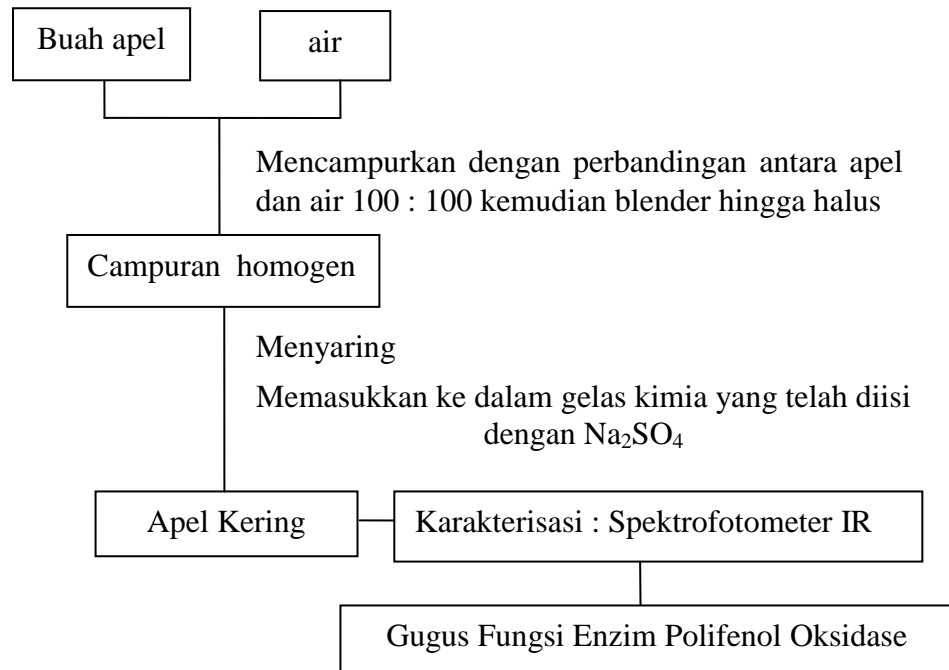 Buah apel
air
Mencampurkan dengan perbandingan antara apel
dan air 100 : 100 kemudian blender hingga halus
Campuran homogen
Menyaring
Memasukkan ke dalam gelas kimia yang telah diisi
dengan Na₂SO₄
Apel Kering
Karakterisasi : Spektrofotometer IR
Gugus Fungsi Enzim Polifenol Oksidase